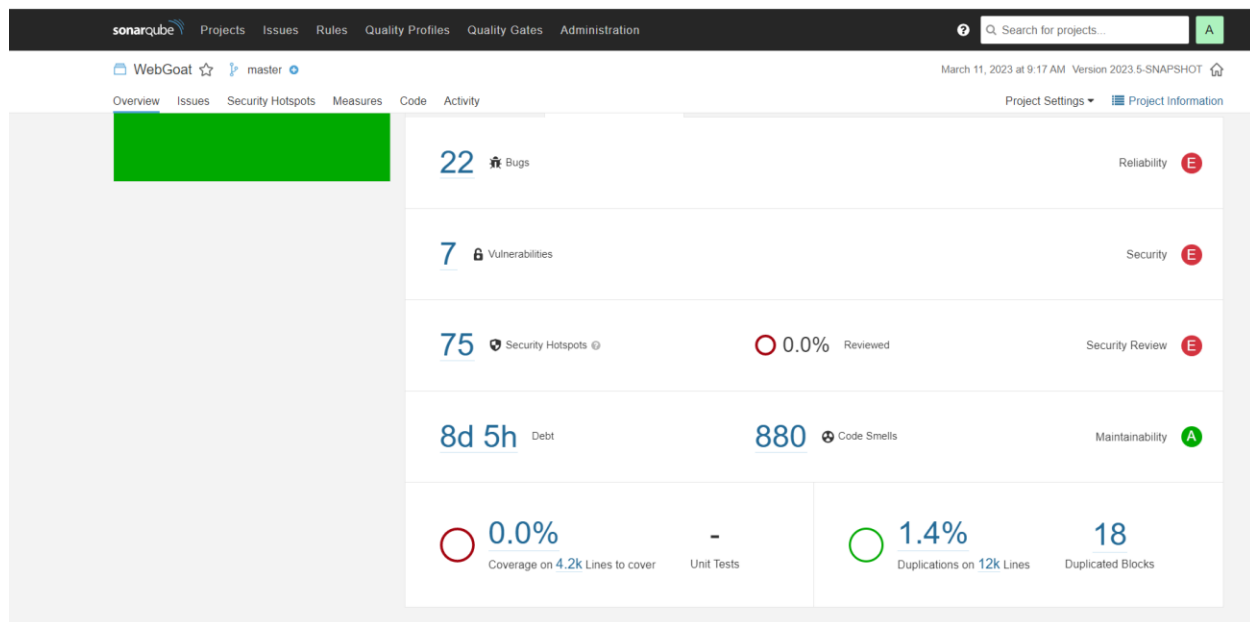 sonarqube Projects Issues Rules Quality Profiles Quality Gates Administration ? Search for projects... A
WebGoat master March 11, 2023 at 9:17 AM Version 2023.5-SNAPSHOT
Overview Issues Security Hotspots Measures Code Activity Project Settings Project Information
22 Bugs Reliability E
7 Vulnerabilities Security E
75 Security Hotspots ? 0.0% Reviewed Security Review E
8d 5h Debt 880 Code Smells Maintainability A
0.0% - 1.4% 18
Coverage on 4.2k Lines to cover Unit Tests Duplications on 12k Lines Duplicated Blocks